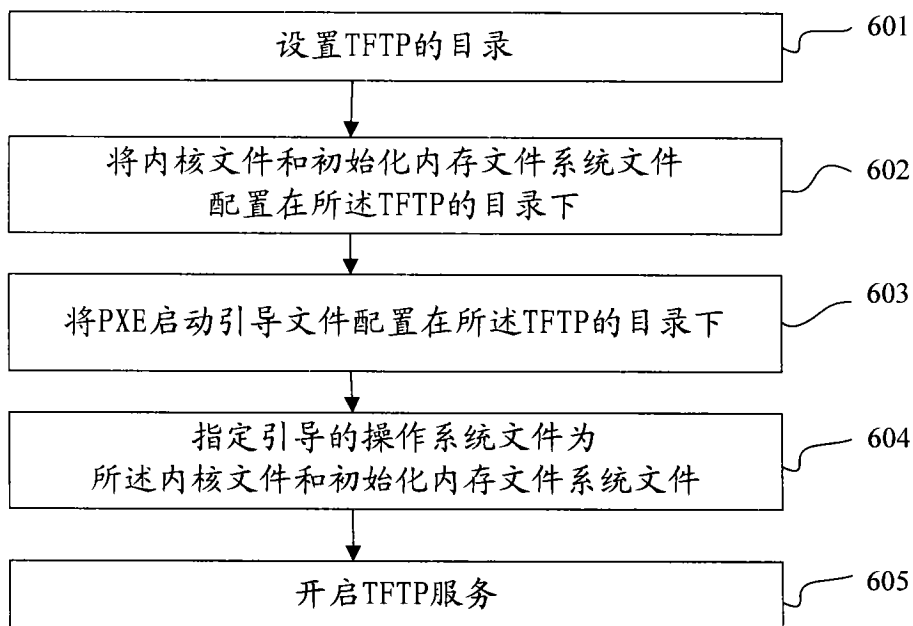 设置TFTP的目录
601
将内核文件和初始化内存文件系统文件
配置在所述TFTP的目录下
602
将PXE启动引导文件配置在所述TFTP的目录下
603
指定引导的操作系统文件为
所述内核文件和初始化内存文件系统文件
604
开启TFTP服务
605